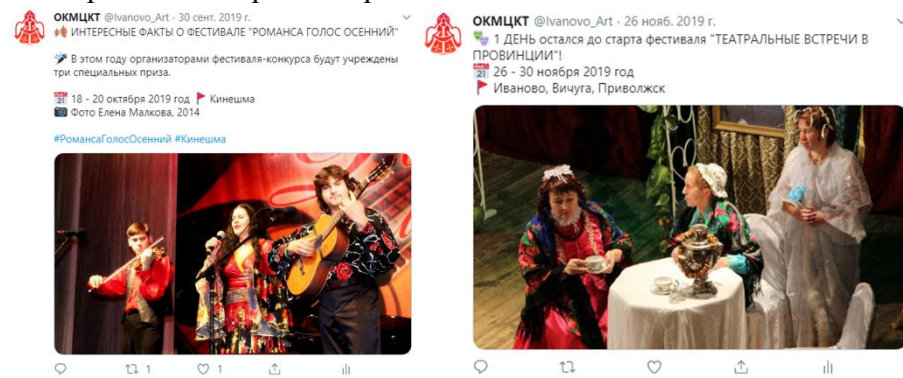 ОКМЦКТ @Ivanovo_Art · 30 сент. 2019 г.
ИНТЕРЕСНЫЕ ФАКТЫ О ФЕСТИВАЛЕ "РОМАНСА ГОЛОС ОСЕННИЙ"
В этом году организаторами фестиваля-конкурса будут учреждены
три специальных приза.
18 - 20 октября 2019 год Кинешма
Фото Елена Малкова, 2014
#РомансаГолосОсенний #Кинешма
1
1
ОКМЦКТ @Ivanovo_Art · 26 нояб. 2019 г.
1 ДЕНЬ остался до старта фестиваля "ТЕАТРАЛЬНЫЕ ВСТРЕЧИ В
ПРОВИНЦИИ"!
26 - 30 ноября 2019 год
Иваново, Вичуга, Приволжск